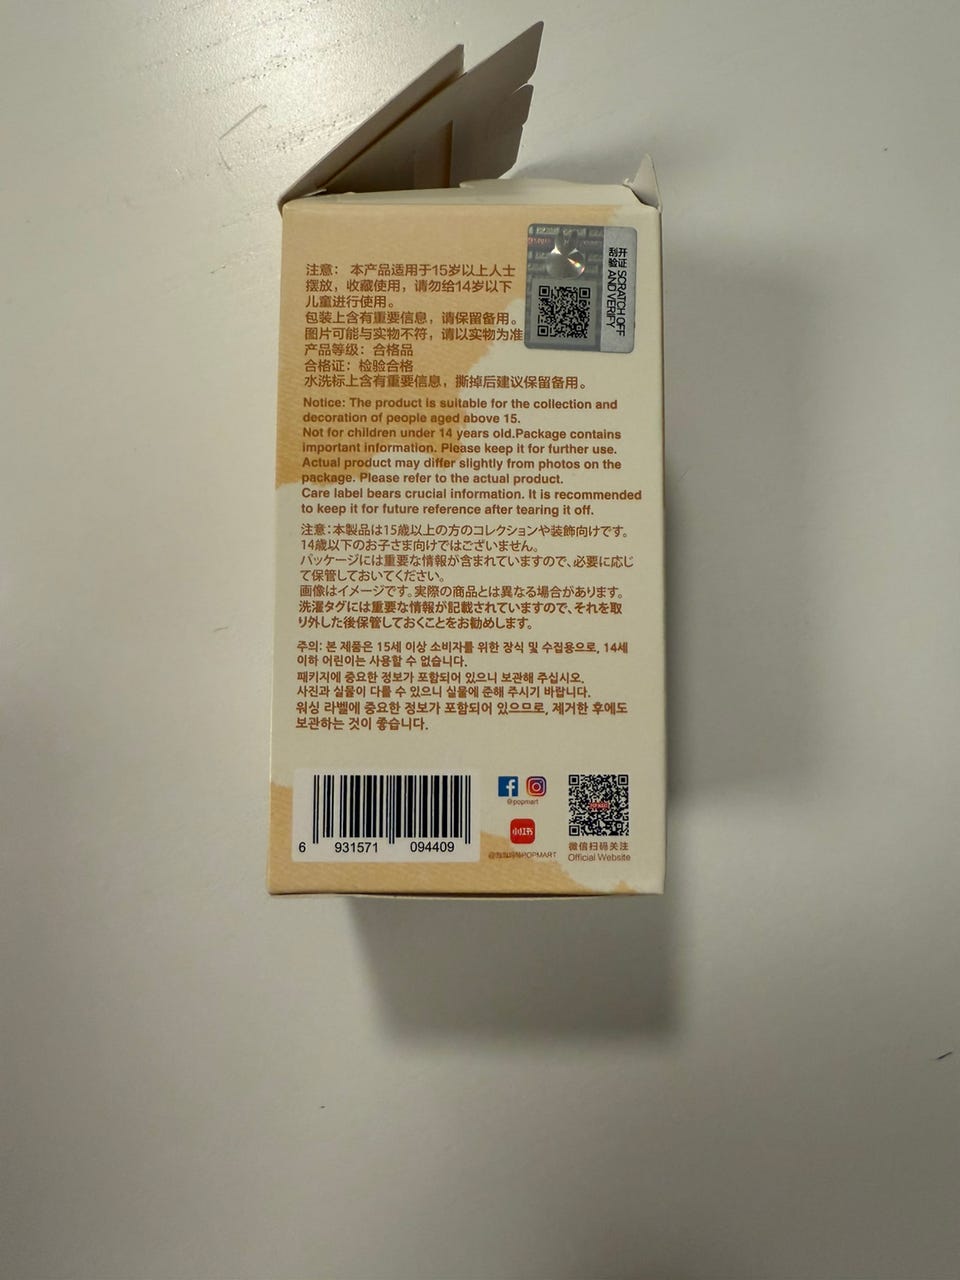 注意： 本产品适用于15岁以上人士
摆放，收藏使用，请勿给14岁以下
儿童进行使用。
包装上含有重要信息，请保留备用。
图片可能与实物不符，请以实物为准
产品等级：合格品
合格证：检验合格
水洗标上含有重要信息，撕掉后建议保留备用。
刮开
验证
SCRATCH OFF
AND VERIFY
Notice: The product is suitable for the collection and
decoration of people aged above 15.
Not for children under 14 years old.Package contains
important information. Please keep it for further use.
Actual product may differ slightly from photos on the
package. Please refer to the actual product.
Care label bears crucial information. It is recommended
to keep it for future reference after tearing it off.
注意：本製品は15歳以上の方のコレクションや装飾向けです。
14歳以下のお子さま向けではございません。
パッケージには重要な情報が含まれていますので、必要に応じ
て保管しておいてください。
画像はイメージです。実際の商品とは異なる場合があります。
洗濯タグには重要な情報が記載されていますので、それを取
り外した後保管しておくことをお勧めします。
주의: 본 제품은 15세 이상 소비자를 위한 장식 및 수집용으로, 14세
이하 어린이는 사용할 수 없습니다.
패키지에 중요한 정보가 포함되어 있으니 보관해 주십시오.
사진과 실물이 다를 수 있으니 실물에 준해 주시기 바랍니다.
워싱 라벨에 중요한 정보가 포함되어 있으므로, 제거한 후에도
보관하는 것이 좋습니다.
6 931571 094409
@popmart
小红书
POPMART
POP MART
微信扫码关注
Official Website